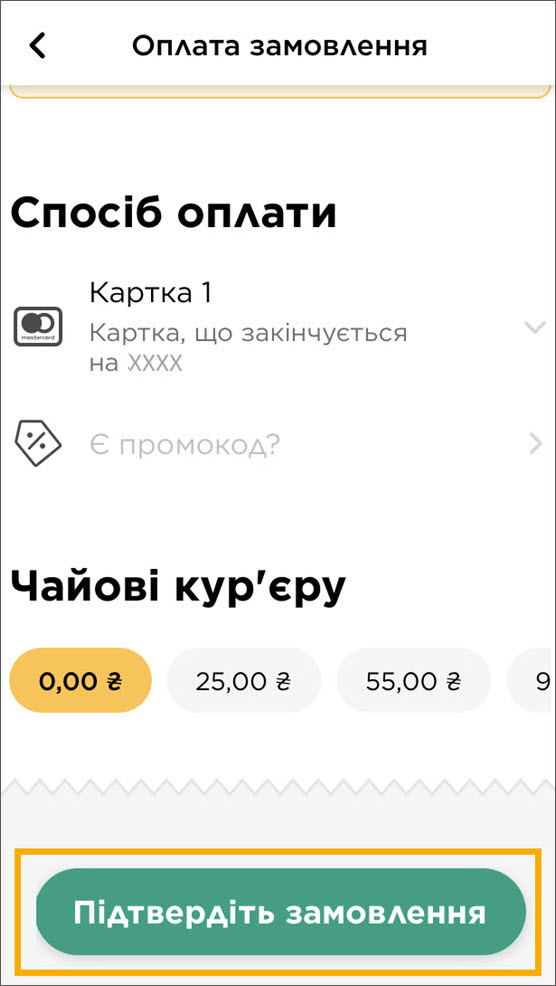 Оплата замовлення
Спосіб оплати
Картка 1
Картка, що закінчується
на XXXX
mastercard
Є промокод?
Чайові кур'єру
0,00 ₴ 25,00 ₴ 55,00 ₴ 9
Підтвердіть замовлення